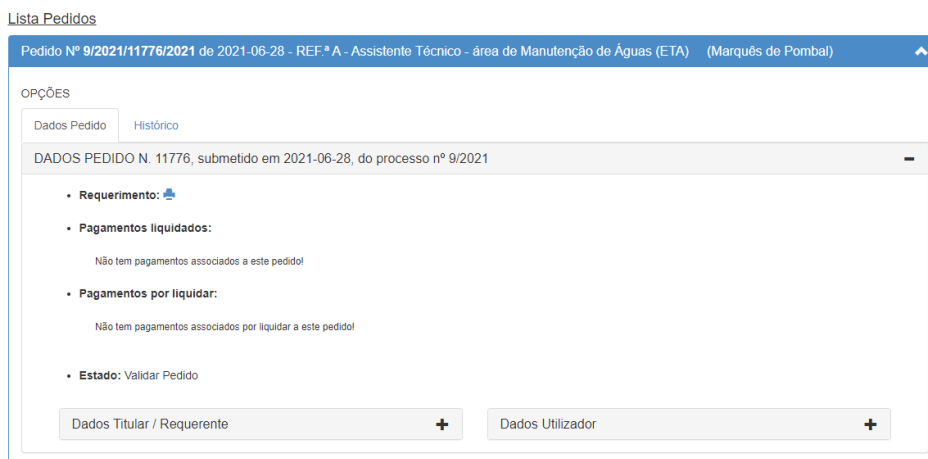 Lista Pedidos
Pedido Nº 9/2021/11776/2021 de 2021-06-28 - REF.ª A - Assistente Técnico - área de Manutenção de Águas (ETA) (Marquês de Pombal)
OPÇÕES
Dados Pedido Histórico
DADOS PEDIDO N. 11776, submetido em 2021-06-28, do processo nº 9/2021
• Requerimento:
• Pagamentos liquidados:
Não tem pagamentos associados a este pedido!
• Pagamentos por liquidar:
Não tem pagamentos associados por liquidar a este pedido!
• Estado: Validar Pedido
Dados Titular / Requerente Dados Utilizador